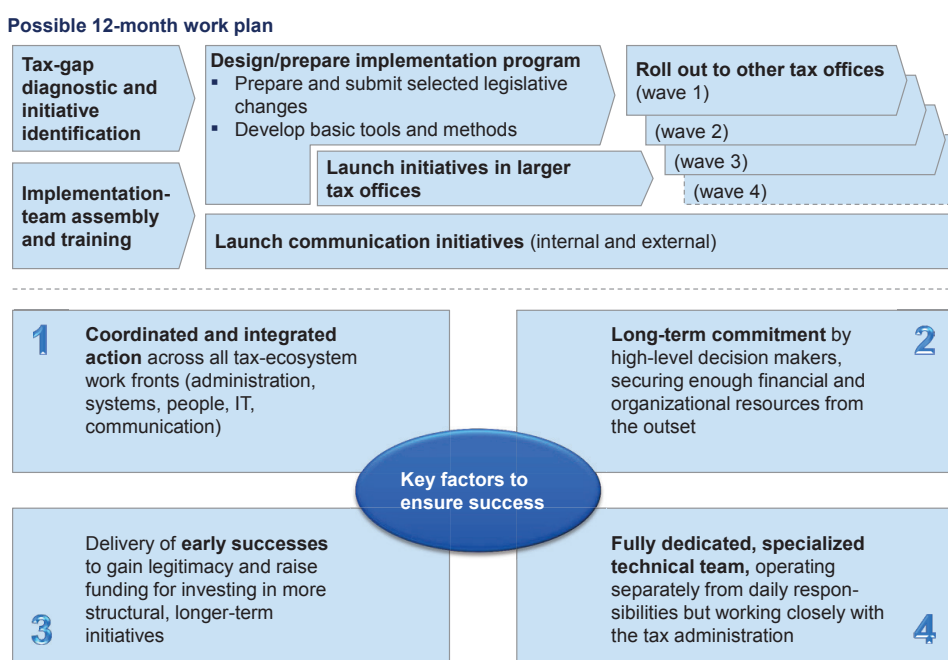 Possible 12-month work plan
Tax-gap
diagnostic and
initiative
identification
Implementation-
team assembly
and training
Design/prepare implementation program
▪ Prepare and submit selected legislative
changes
▪ Develop basic tools and methods
Launch initiatives in larger
tax offices
Roll out to other tax offices
(wave 1)
(wave 2)
(wave 3)
(wave 4)
Launch communication initiatives (internal and external)
1
Coordinated and integrated
action across all tax-ecosystem
work fronts (administration,
systems, people, IT,
communication)
Long-term commitment by
high-level decision makers,
securing enough financial and
organizational resources from
the outset
2
Key factors to
ensure success
Delivery of early successes
to gain legitimacy and raise
funding for investing in more
structural, longer-term
initiatives
3
Fully dedicated, specialized
technical team, operating
separately from daily respon-
sibilities but working closely with
the tax administration
4